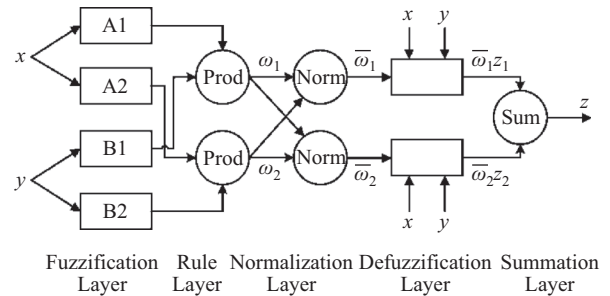 x
y
A1
A2
B1
B2
Prod
Prod
ω1
ω2
Norm
Norm
ω̅1
ω̅2
x y
x y
ω̅1z1
ω̅2z2
Sum
z
Fuzzification Layer
Rule Layer
Normalization Layer
Defuzzification Layer
Summation Layer